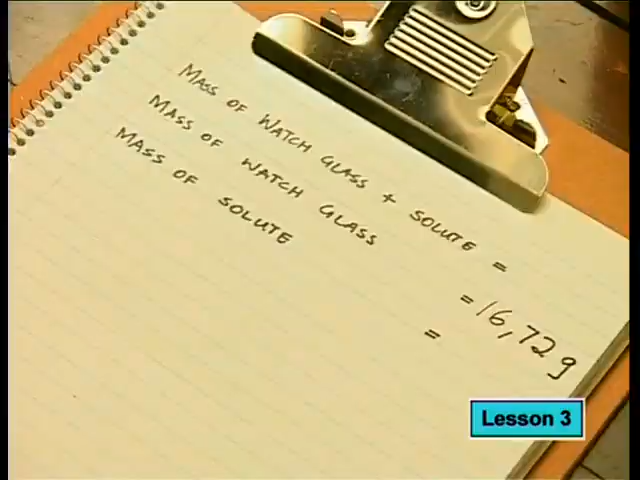 MASS OF WATCH GLASS + SOLUTE =
MASS OF WATCH GLASS = 16,72g
MASS OF SOLUTE =
Lesson 3